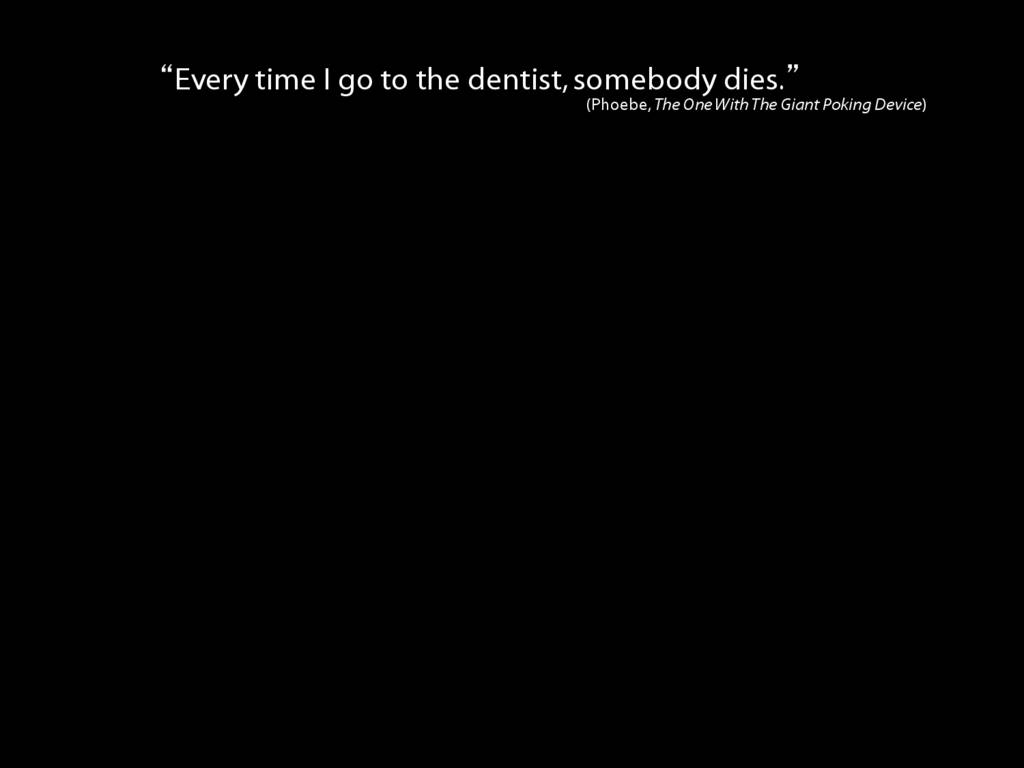 “Every time I go to the dentist, somebody dies.”
(Phoebe, The One With The Giant Poking Device)